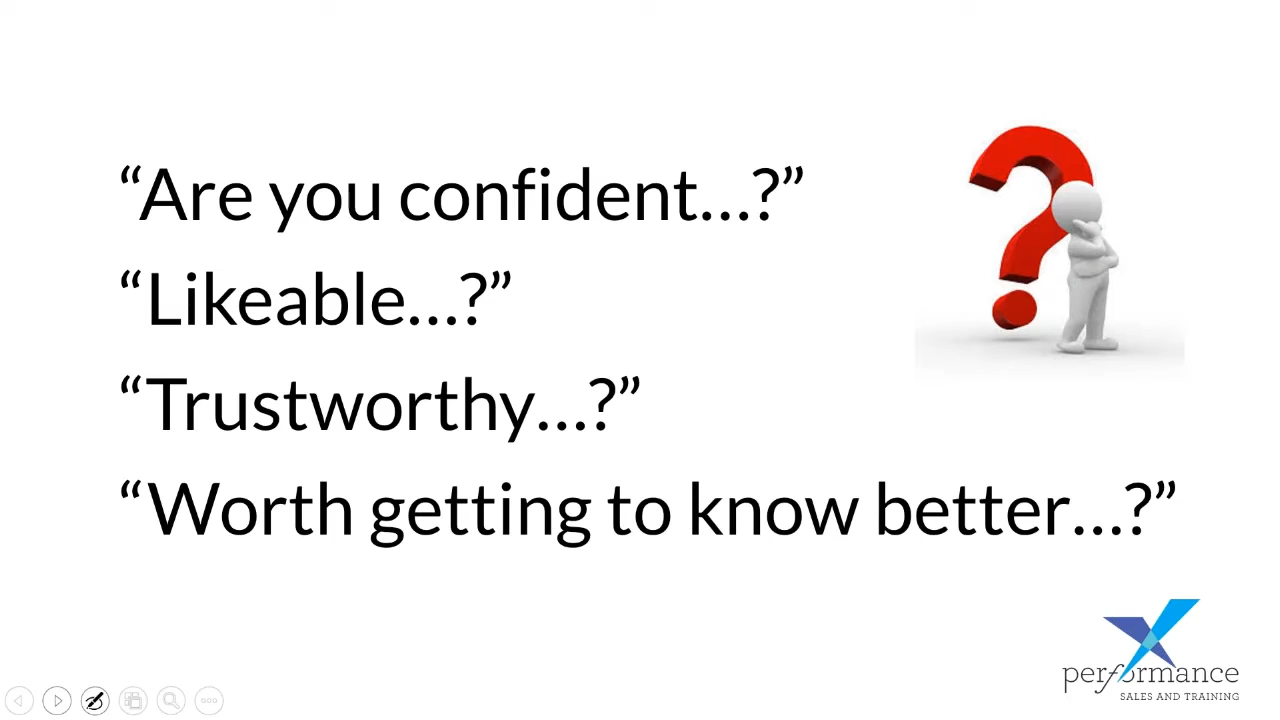 “Are you confident...?”
“Likeable...?”
“Trustworthy...?”
“Worth getting to know better...?”
performance
SALES AND TRAINING